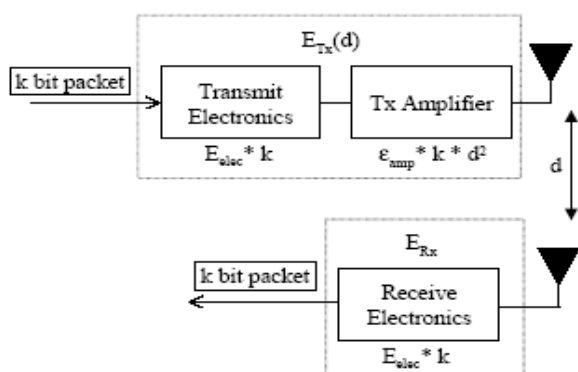 E_Tx(d)
k bit packet
Transmit
Electronics
Tx Amplifier
E_elec * k
ε_amp * k * d²
d
E_Rx
k bit packet
Receive
Electronics
E_elec * k